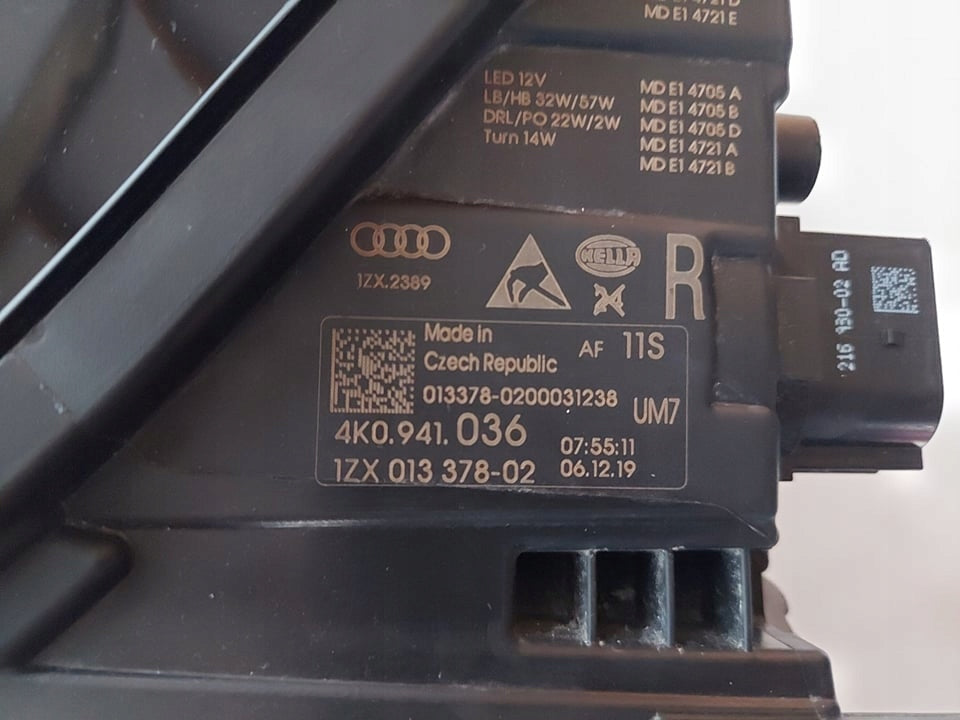 MD E1 4721 E
LED 12V
LB/HB 32W/57W
DRL/PO 22W/2W
Turn 14W
MD E1 4705 A
MD E1 4705 B
MD E1 4705 D
MD E1 4721 A
MD E1 4721 B
1ZX.2389
HELLA
R
Made in
Czech Republic
AF 11S
013378-0200031238
UM7
4K0.941.036
07:55:11
1ZX 013 378-02
06.12.19
216 930-02 AD